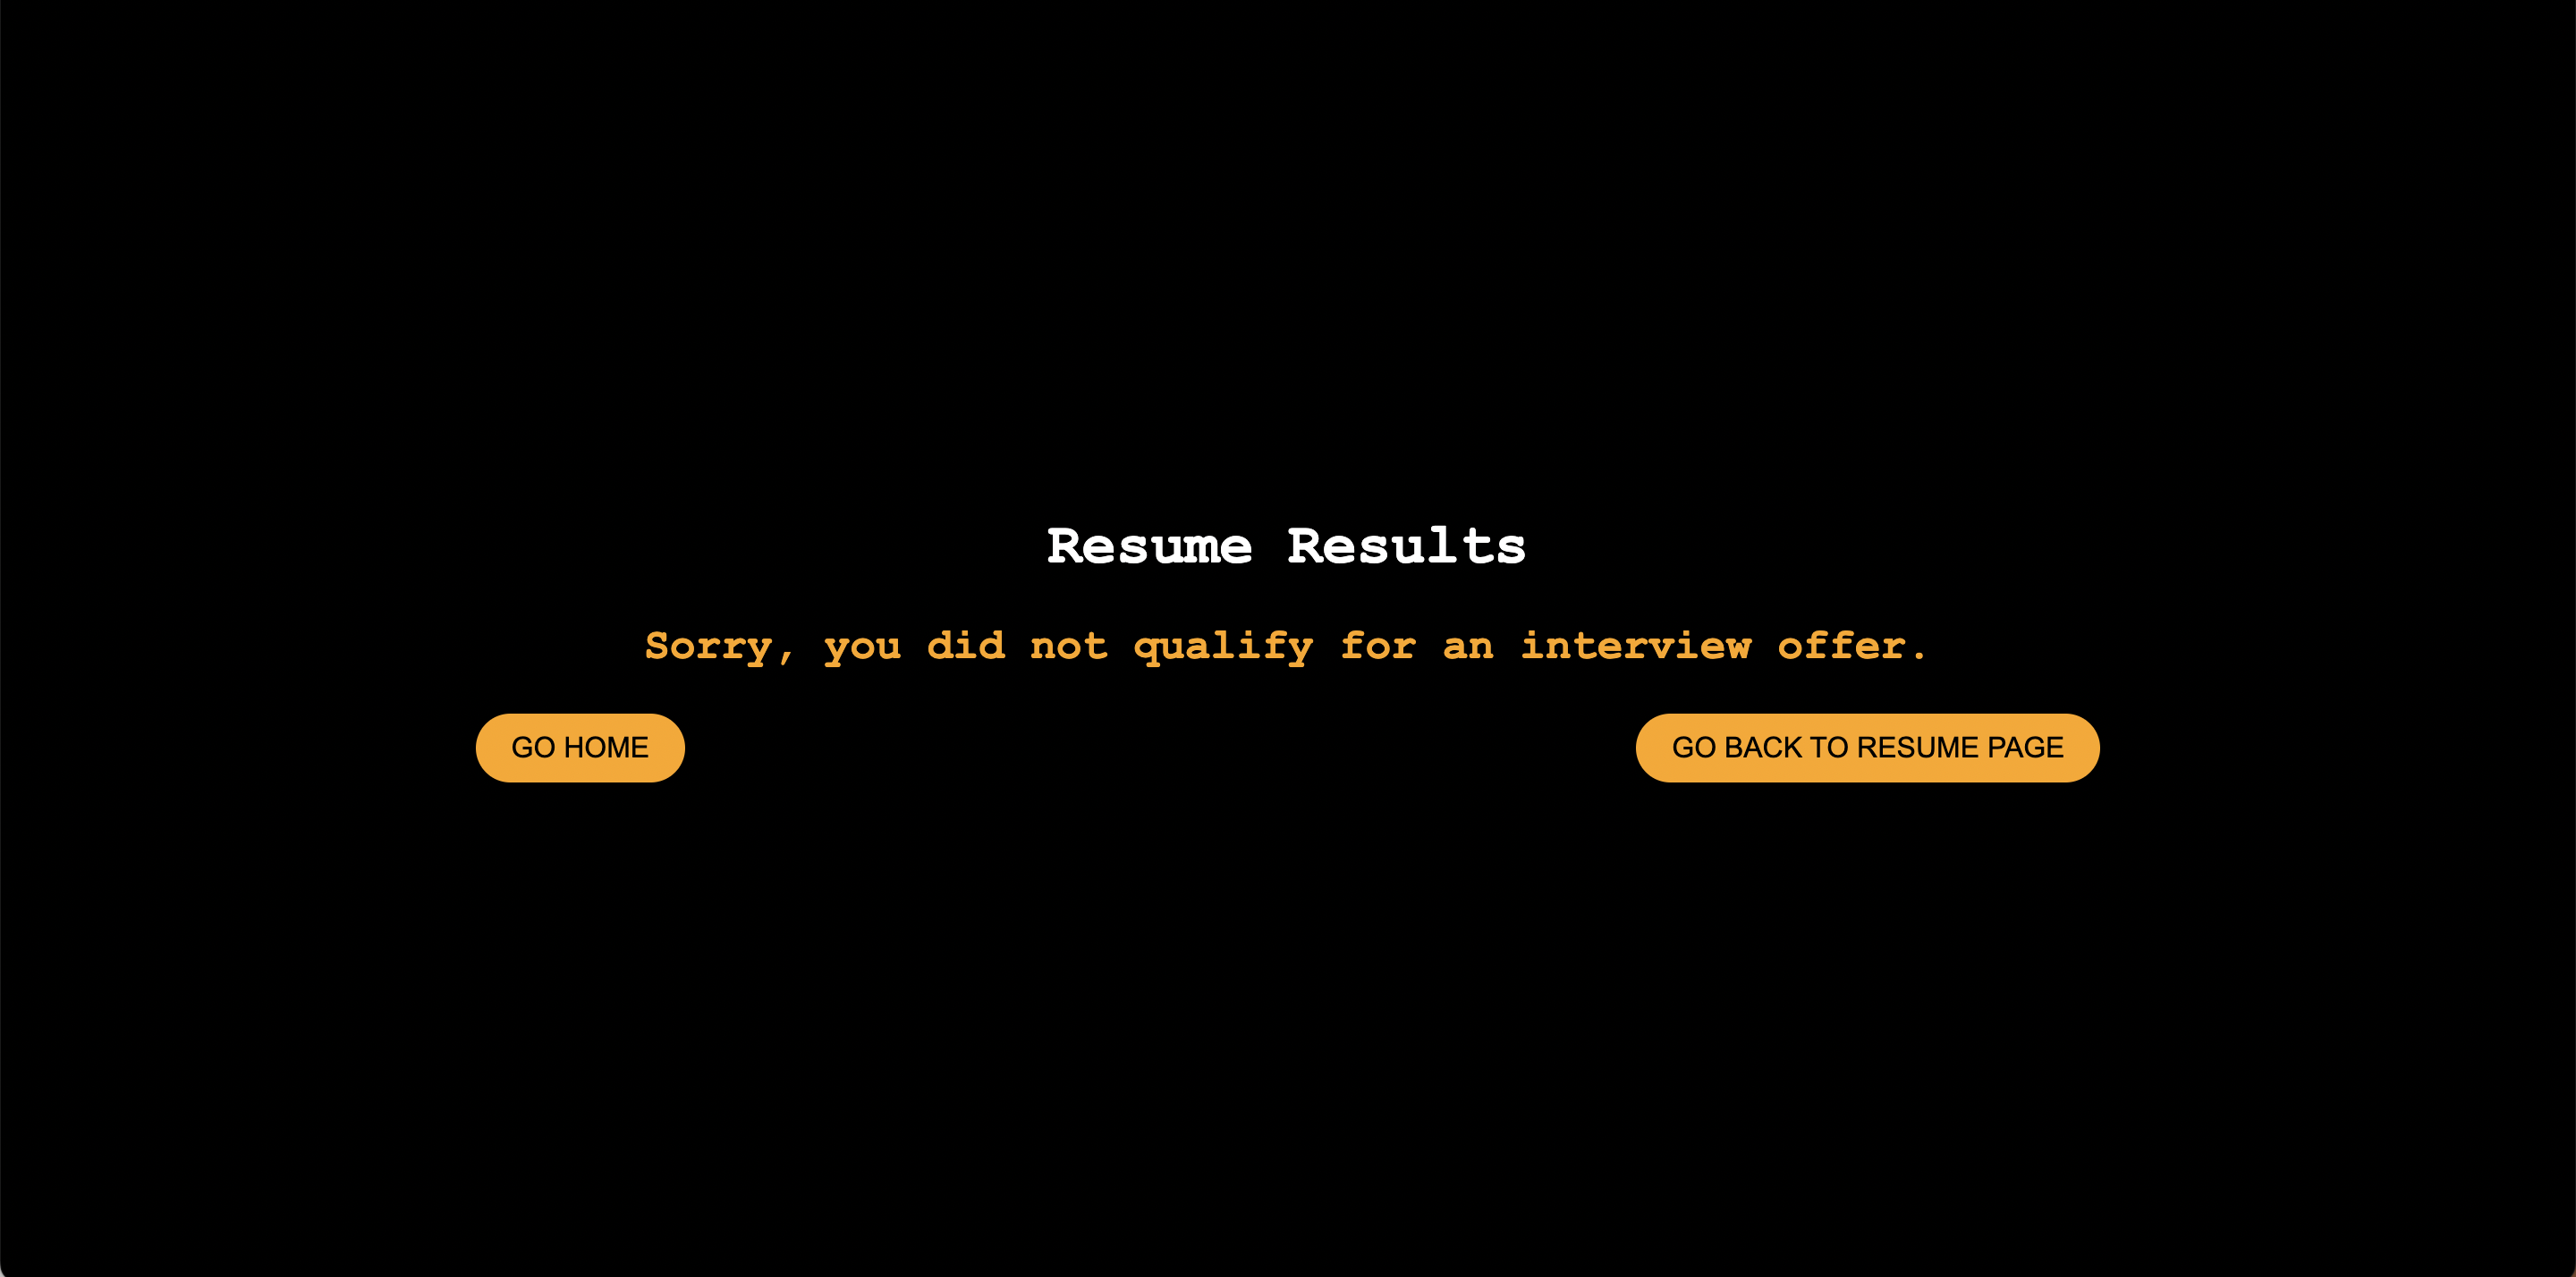 Resume Results
Sorry, you did not qualify for an interview offer.
GO HOME
GO BACK TO RESUME PAGE